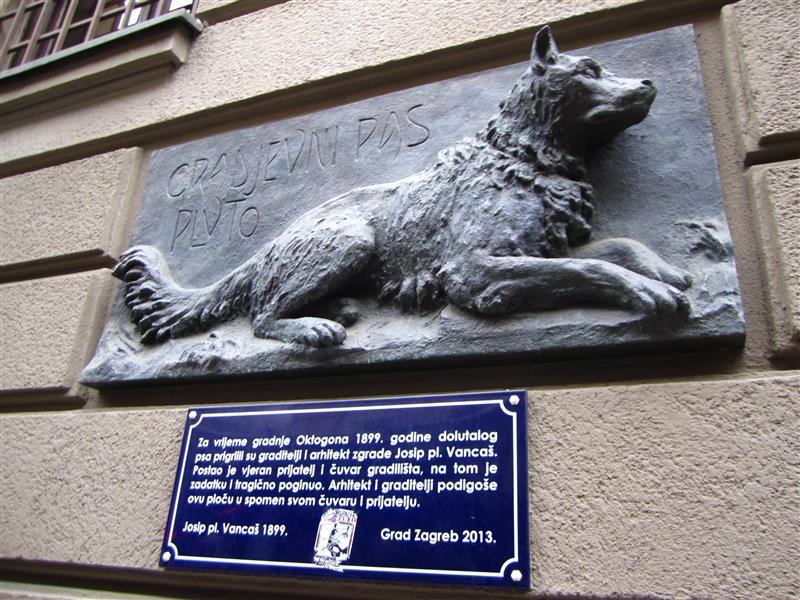 GRADJEVNI PAS
PLVTO
Za vrijeme gradnje Oktogona 1899. godine dolutalog
psa prigrlili su graditelji i arhitekt zgrade Josip pl. Vancaš.
Postao je vjeran prijatelj i čuvar gradilišta, na tom je
zadatku i tragično poginuo. Arhitekt i graditelji podigoše
ovu ploču u spomen svom čuvaru i prijatelju.
Josip pl. Vancaš 1899.
Grad Zagreb 2013.